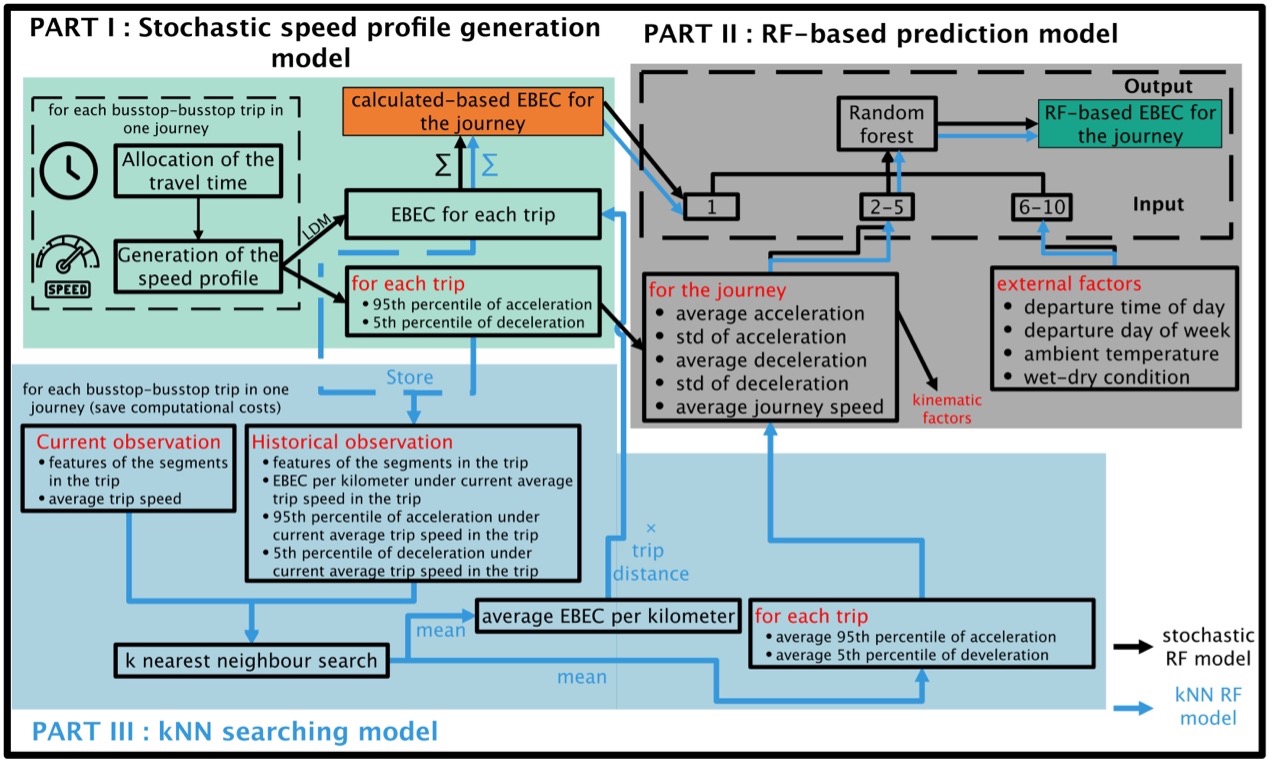 PART I : Stochastic speed profile generation
model
for each busstop-busstop trip in
one journey
Allocation of the
travel time
Generation of the
speed profile
SPEED
LDM
calculated-based EBEC for
the journey
∑
∑
EBEC for each trip
for each trip
• 95th percentile of acceleration
• 5th percentile of deceleration
PART II : RF-based prediction model
Output
Random
forest
RF-based EBEC for
the journey
1
2-5
6-10
Input
for the journey
• average acceleration
• std of acceleration
• average deceleration
• std of deceleration
• average journey speed
kinematic
factors
external factors
• departure time of day
• departure day of week
• ambient temperature
• wet-dry condition
for each busstop-busstop trip in one
journey (save computational costs)
Store
Current observation
• features of the segments
in the trip
• average trip speed
Historical observation
• features of the segments in the trip
• EBEC per kilometer under current average
trip speed in the trip
• 95th percentile of acceleration under
current average trip speed in the trip
• 5th percentile of deceleration under
current average trip speed in the trip
×
trip
distance
k nearest neighbour search
mean
average EBEC per kilometer
mean
for each trip
• average 95th percentile of acceleration
• average 5th percentile of develeration
stochastic
RF model
kNN RF
model
PART III : kNN searching model